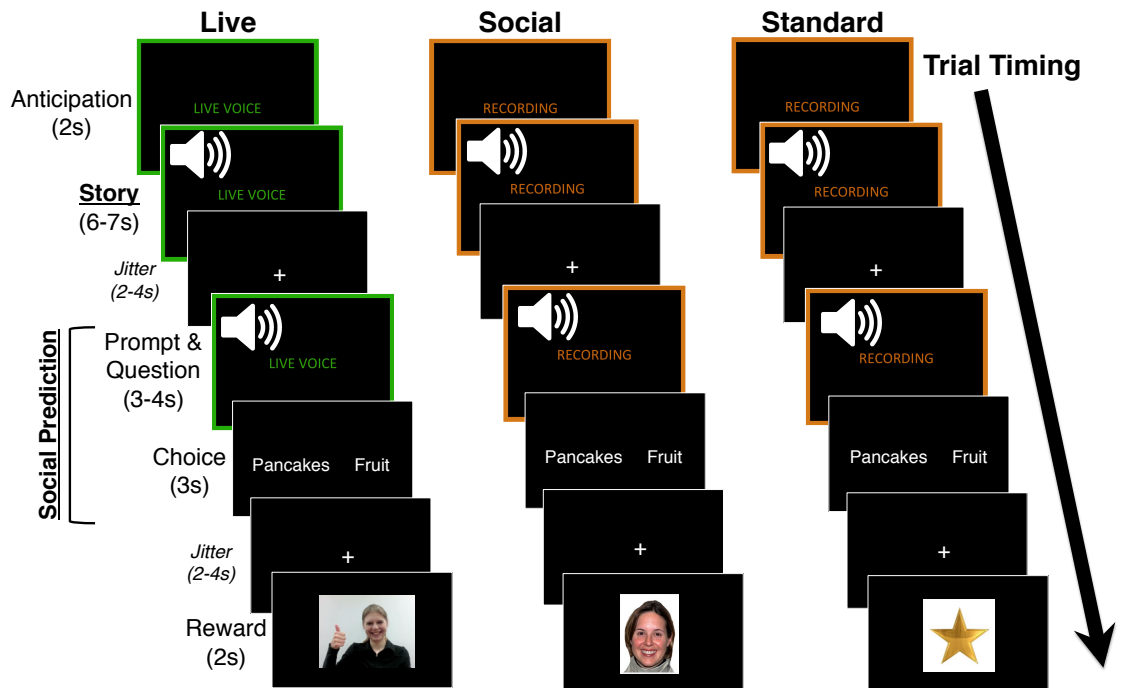 Live
Social
Standard
Trial Timing
Anticipation
(2s)
LIVE VOICE
RECORDING
RECORDING
Story
(6-7s)
LIVE VOICE
RECORDING
RECORDING
Jitter
(2-4s)
+
+
+
Social Prediction
Prompt &
Question
(3-4s)
LIVE VOICE
RECORDING
RECORDING
Choice
(3s)
Pancakes Fruit
Pancakes Fruit
Pancakes Fruit
Jitter
(2-4s)
+
+
+
Reward
(2s)